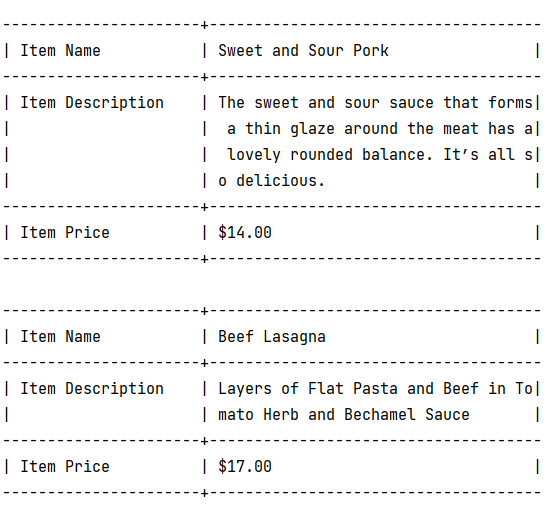 ----------------------+-------------------------------------
| Item Name           | Sweet and Sour Pork                |
----------------------+-------------------------------------
| Item Description    | The sweet and sour sauce that forms|
|                     |  a thin glaze around the meat has a|
|                     |  lovely rounded balance. It’s all s|
|                     | o delicious.                       |
----------------------+-------------------------------------
| Item Price          | $14.00                             |
----------------------+-------------------------------------

----------------------+-------------------------------------
| Item Name           | Beef Lasagna                       |
----------------------+-------------------------------------
| Item Description    | Layers of Flat Pasta and Beef in To|
|                     | mato Herb and Bechamel Sauce       |
----------------------+-------------------------------------
| Item Price          | $17.00                             |
----------------------+-------------------------------------